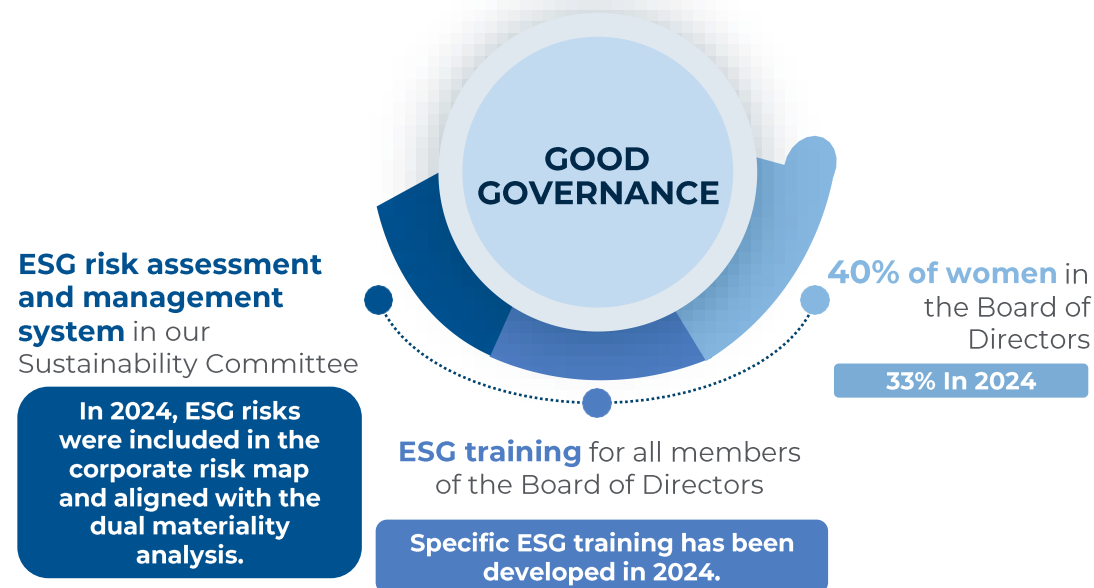 GOOD
GOVERNANCE
ESG risk assessment
and management
system in our
Sustainability Committee
In 2024, ESG risks
were included in the
corporate risk map
and aligned with the
dual materiality
analysis.
ESG training for all members
of the Board of Directors
Specific ESG training has been
developed in 2024.
40% of women in
the Board of
Directors
33% In 2024